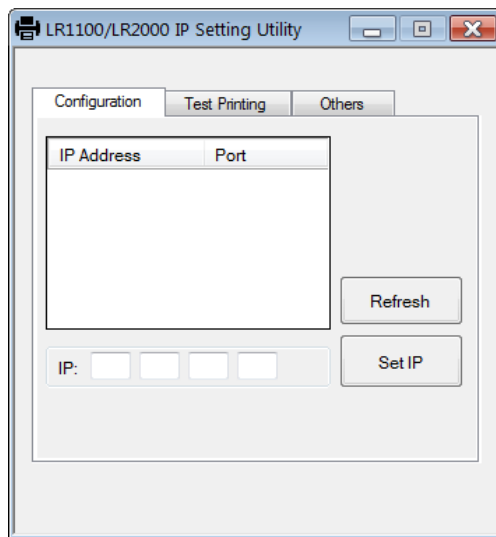 LR1100/LR2000 IP Setting Utility
Configuration Test Printing Others
IP Address Port
Refresh
IP:
Set IP